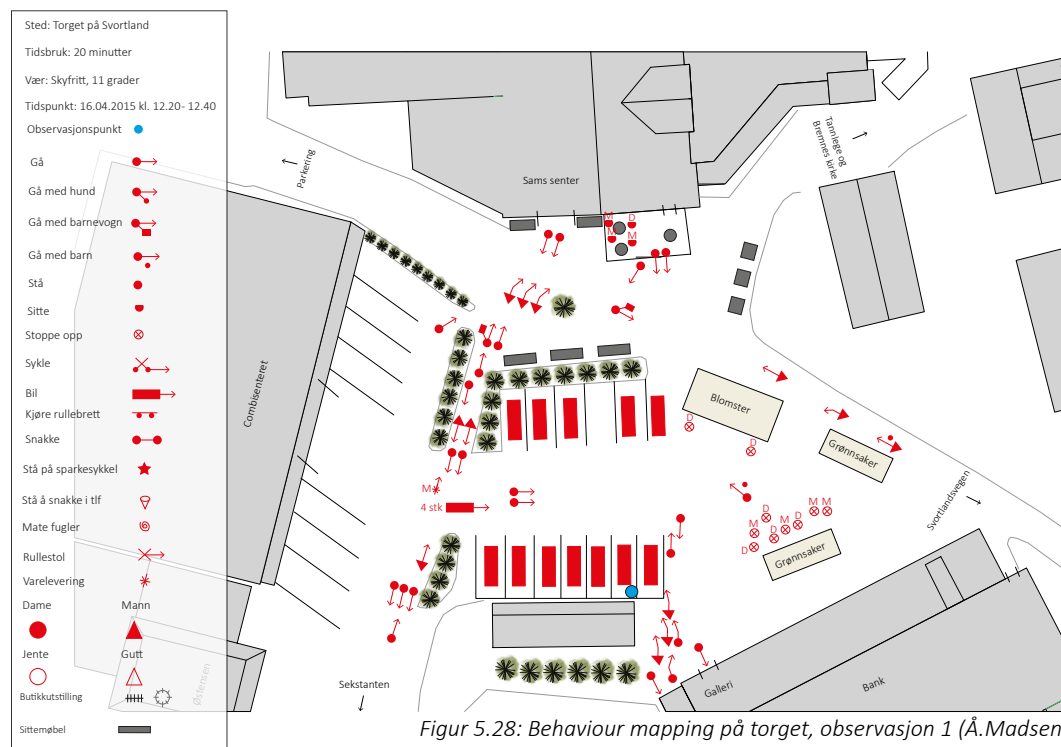 Sted: Torget på Svortland
Tidsbruk: 20 minutter
Vær: Skyfritt, 11 grader
Tidspunkt: 16.04.2015 kl. 12.20- 12.40
Observasjonspunkt
Gå
Gå med hund
Gå med barnevogn
Gå med barn
Stå
Sitte
Stoppe opp
Sykle
Bil
Kjøre rullebrett
Snakke
Stå på sparkesykkel
Stå å snakke i tlf
Mate fugler
Rullestol
Varelevering
Dame
Mann
Jente
Gutt
Butikkutstilling
Sittemøbel
Østensen
Combisenteret
Parkering
Sams senter
Tannlege og
Bremnes kirke
M
D
M
M
Blomster
D
D
Grønnsaker
Svortlandsvegen
M
4 stk
D
M
D
M
D
M
M
D
Grønnsaker
Sekstanten
Galleri
Bank
Figur 5.28: Behaviour mapping på torget, observasjon 1 (Å.Madsen